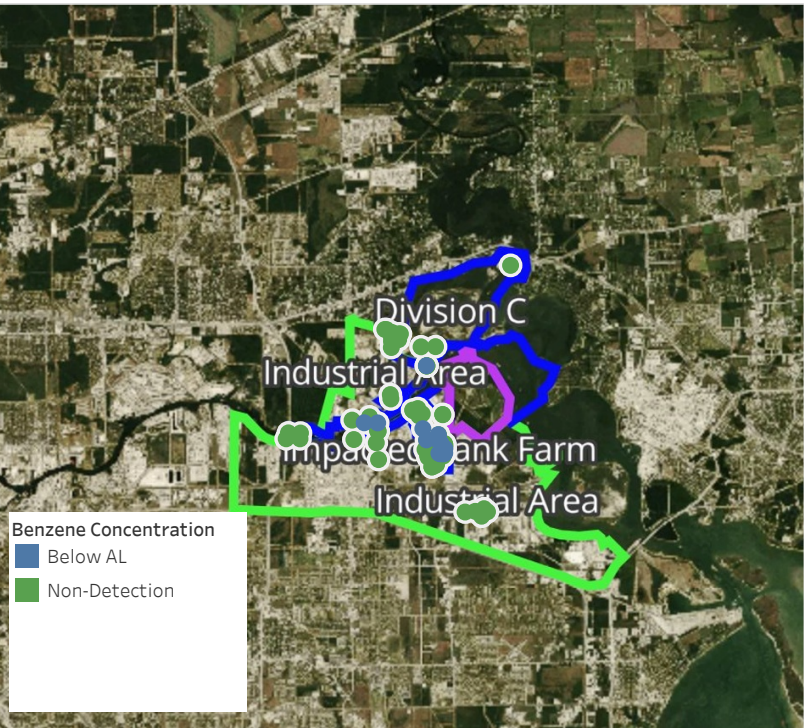 Division C
Industrial Area
Impacted Tank Farm
Industrial Area
Benzene Concentration
Below AL
Non-Detection